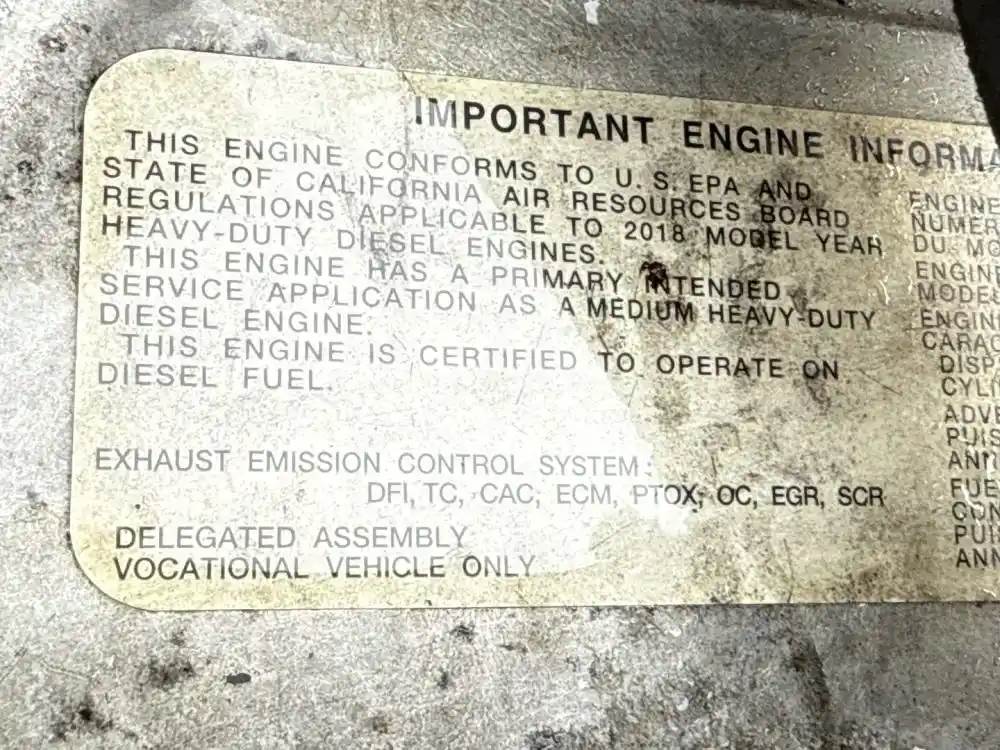 IMPORTANT ENGINE
THIS ENGINE CONFORMS TO U.S. EPA AND
STATE OF CALIFORNIA AIR RESOURCES BOARD
REGULATIONS APPLICABLE TO 2018 MODEL YEAR
HEAVY-DUTY DIESEL ENGINES.
THIS ENGINE HAS A PRIMARY INTENDED
SERVICE APPLICATION AS A MEDIUM HEAVY-DUTY
DIESEL ENGINE.
THIS ENGINE IS CERTIFIED TO OPERATE ON
DIESEL FUEL.
EXHAUST EMISSION CONTROL SYSTEM:
DFI, TC, CAC, ECM, PTOX, OC, EGR, SCR
DELEGATED ASSEMBLY
VOCATIONAL VEHICLE ONLY
ENGINE
DU